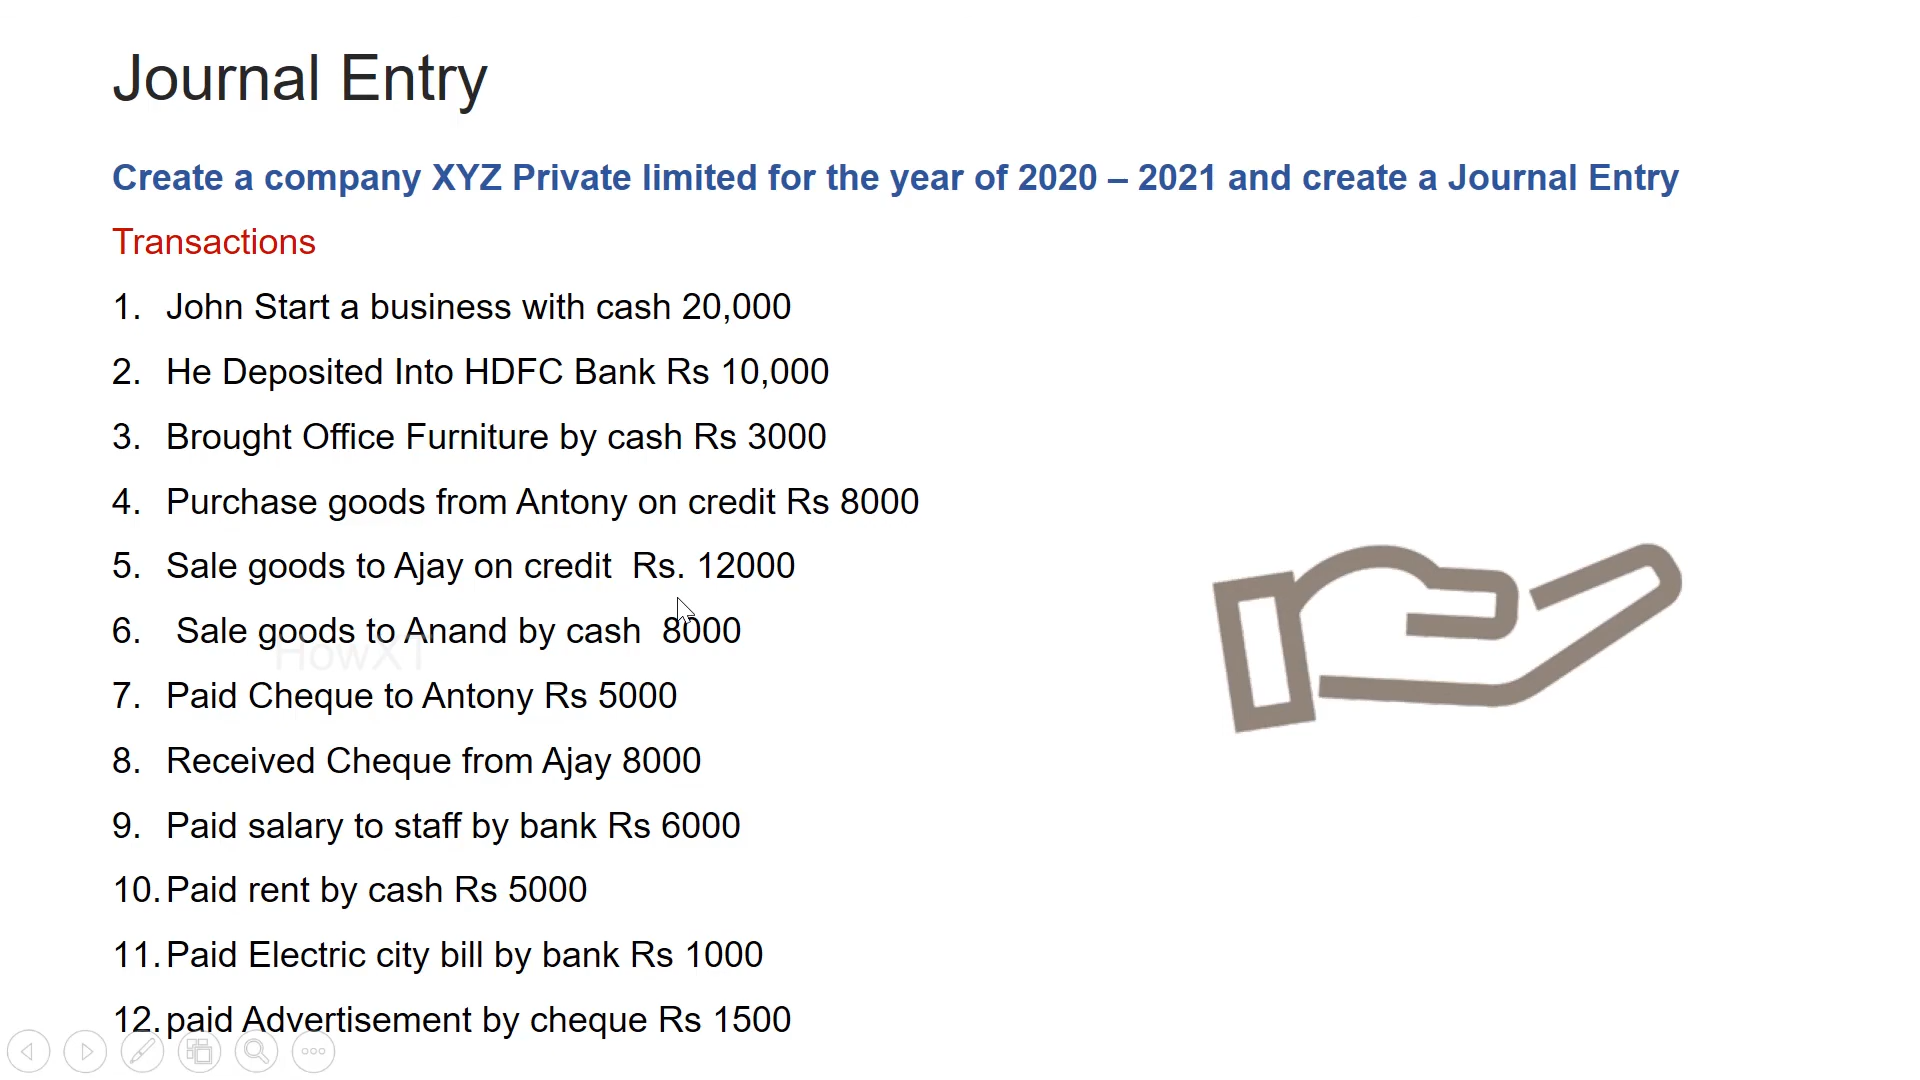 Journal Entry
Create a company XYZ Private limited for the year of 2020 – 2021 and create a Journal Entry
Transactions
1. John Start a business with cash 20,000
2. He Deposited Into HDFC Bank Rs 10,000
3. Brought Office Furniture by cash Rs 3000
4. Purchase goods from Antony on credit Rs 8000
5. Sale goods to Ajay on credit Rs. 12000
6. Sale goods to Anand by cash 8000
HowXT
7. Paid Cheque to Antony Rs 5000
8. Received Cheque from Ajay 8000
9. Paid salary to staff by bank Rs 6000
10. Paid rent by cash Rs 5000
11. Paid Electric city bill by bank Rs 1000
12. paid Advertisement by cheque Rs 1500